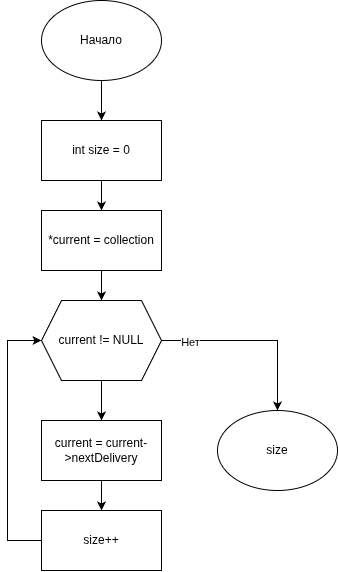 Начало
int size = 0
*current = collection
current != NULL
Нет
current = current-
>nextDelivery
size
size++